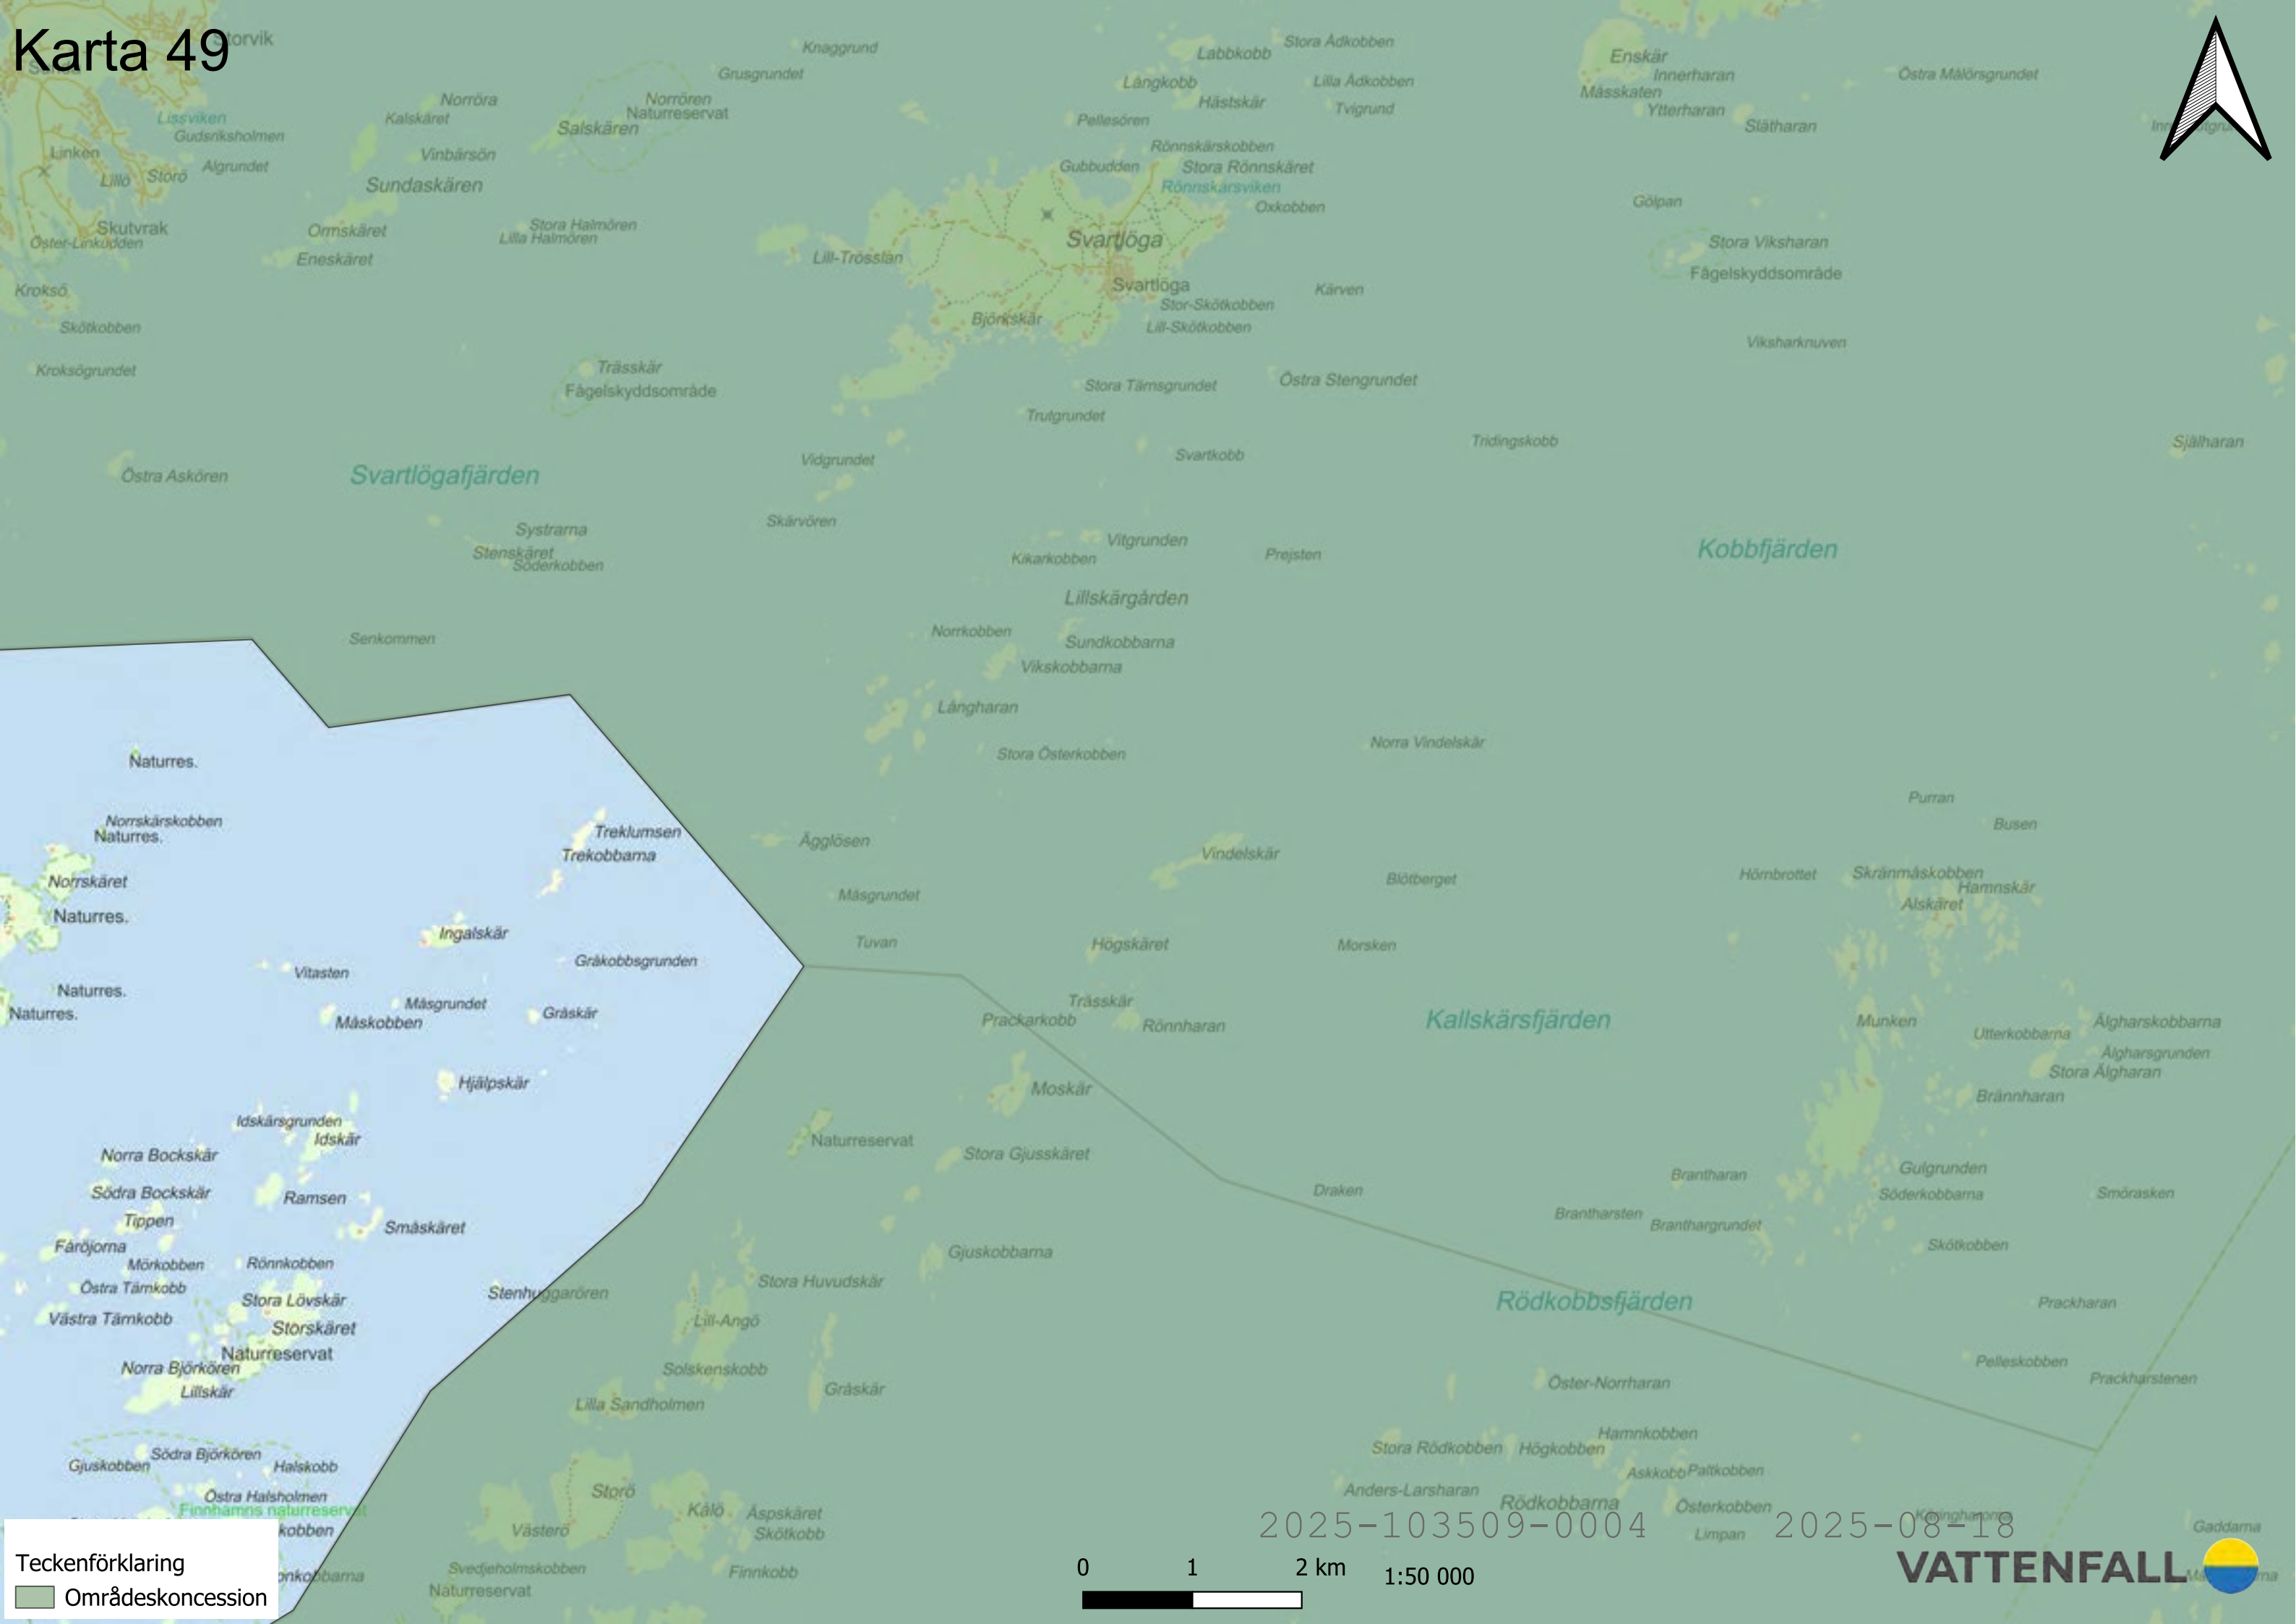 Karta 49
Storvik
Knaggrund
Grusgrundet
Labbkobb
Stora Ådkobben
Långkobb
Lilla Ådkobben
Hästskär
Tvigrund
Pellesören
Enskär
Innerharan
Måsskaten
Ytterharan
Slätharan
Östra Målörsgrundet
Lissviken
Gudsriksholmen
Norröra
Kalskäret
Norrören
Naturreservat
Salskären
Linken
Lillö
Storö
Algrundet
Vinbärsön
Sundaskären
Rönnskärskobben
Gubbudden
Stora Rönnskäret
Rönnskärsviken
Oxkobben
Gölpan
Skutvrak
Öster-Linkudden
Ormskäret
Eneskäret
Stora Halmören
Lilla Halmören
Lill-Trösslan
Svartlöga
Svartlöga
Stora Viksharan
Fågelskyddsområde
Kroksö
Skötkobben
Björkskär
Stor-Skötkobben
Lill-Skötkobben
Kärven
Viksharknuven
Kroksögrundet
Trässkär
Fågelskyddsområde
Stora Tärnsgrundet
Östra Stengrundet
Trutgrundet
Östra Askören
Svartlögafjärden
Vidgrundet
Svartkobb
Tridingskobb
Själharan
Systrarna
Stenskäret
Söderkobben
Skärvören
Vitgrunden
Kikarkobben
Prejsten
Kobbfjärden
Lillskärgården
Senkommen
Norrkobben
Sundkobbarna
Vikskobbarna
Långharan
Stora Österkobben
Norra Vindelskär
Naturres.
Norrskärskobben
Naturres.
Treklumsen
Trekobbarna
Ägglösen
Vindelskär
Purran
Busen
Norrskäret
Måsgrundet
Blötberget
Hörnbrottet
Skränmåskobben
Hamnskär
Alskäret
Naturres.
Ingalskär
Tuvan
Högskäret
Morsken
Vitasten
Gråkobbsgrunden
Naturres.
Naturres.
Måsgrundet
Måskobben
Gråskär
Trässkär
Prackarkobb
Rönnharan
Kallskärsfjärden
Munken
Utterkobbarna
Älgharskobbarna
Älgharsgrunden
Stora Älgharan
Brännharan
Hjälpskär
Moskär
Idskärsgrunden
Idskär
Naturreservat
Stora Gjusskäret
Norra Bockskär
Södra Bockskär
Ramsen
Tippen
Småskäret
Draken
Brantharan
Gulgrunden
Söderkobbarna
Smörasken
Brantharsten
Branthargrundet
Skötkobben
Fåröjorna
Mörkobben
Rönnkobben
Gjuskobbarna
Östra Tärnkobb
Stora Lövskär
Stenhuggarören
Stora Huvudskär
Västra Tärnkobb
Storskäret
Naturreservat
Lill-Angö
Rödkobbsfjärden
Prackharan
Norra Björkören
Lillskär
Solskenskobb
Gråskär
Lilla Sandholmen
Öster-Norrharan
Pelleskobben
Prackharstenen
Södra Björkören
Gjuskobben
Halskobb
Stora Rödkobben
Högkobben
Hamnkobben
Östra Halsholmen
Finnhamns naturreservat
Storö
Kålö
Äspskäret
Skötkobb
Västerö
Anders-Larsharan
Askkobb
Paltkobben
Rödkobbarna
Österkobben
Limpan
Gaddarna
kobben
2025-103509-0004
2025-08-18
Svedjeholmskobben
Naturreservat
Finnkobb
Teckenförklaring
Områdeskoncession
0 1 2 km
1:50 000
VATTENFALL